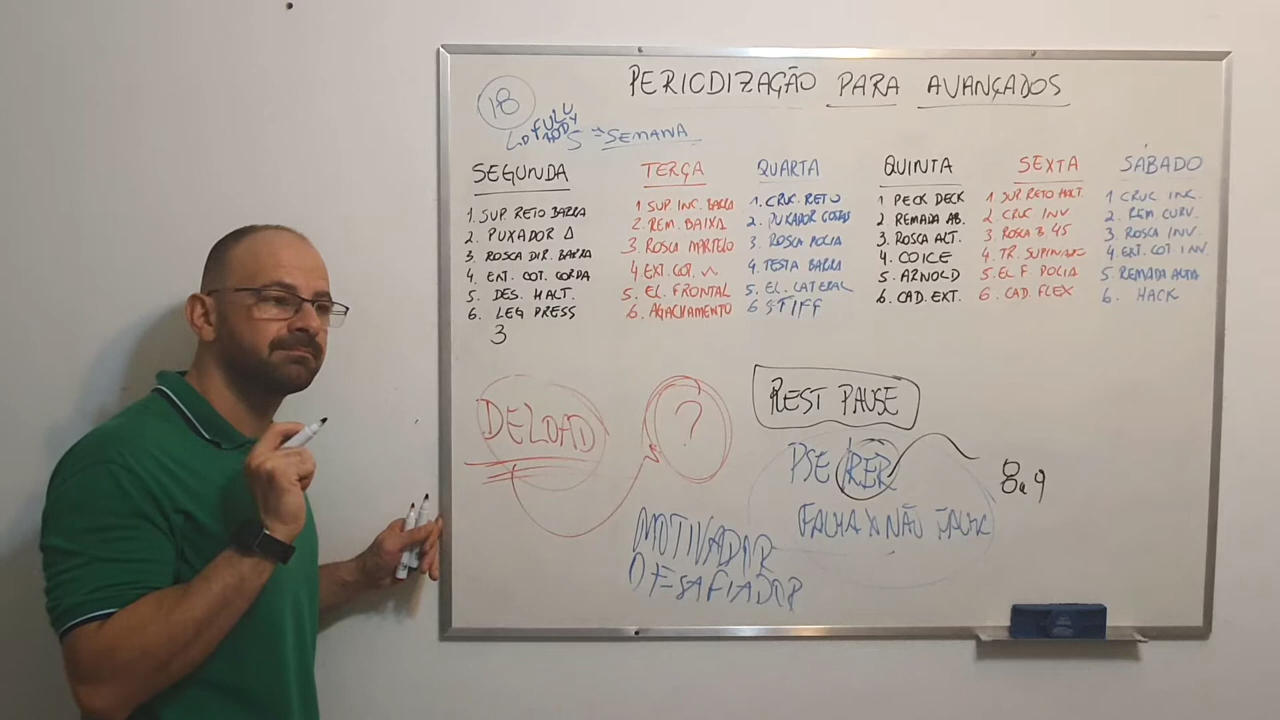 PERIODIZAÇÃO PARA AVANÇADOS
18
FULL BODY 5 = SEMANA
SEGUNDA
1. SUP. RETO BARRA
2. PUXADOR Δ
3. ROSCA DIR. BARRA
4. EXT. COT. CORDA
5. DES. HALT.
6. LEG PRESS
3
TERÇA
1 SUP. INC. BARRA
2. REM. BAIXA
3. ROSCA MARTELO
4. EXT. COT.
5. EL. FRONTAL
6. AGACHAMENTO
QUARTA
1. CRUC. RETO
2. PUXADOR COSTAS
3. ROSCA POLIA
4. TESTA BARRA
5. EL. LATERAL
6 STIFF
QUINTA
1 PECK DECK
2 REMADA AB.
3. ROSCA ALT.
4. COICE
5. ARNOLD
6. CAD. EXT.
SEXTA
1 SUP. RETO HALT.
2. CRUC INV
3. ROSCA B. 45
4. TR. SUPINADO
5. EL F. POLIA
6. CAD. FLEX
SÁBADO
1 CRUC INC.
2. REM CURV.
3. ROSCA INV.
4. EXT. COT INV.
5. REMADA ALTA
6. HACK
DELOAD
?
REST PAUSE
PSE RER
8 a 9
FALHA X NÃO FALHA
MOTIVADOR
DESAFIADOR